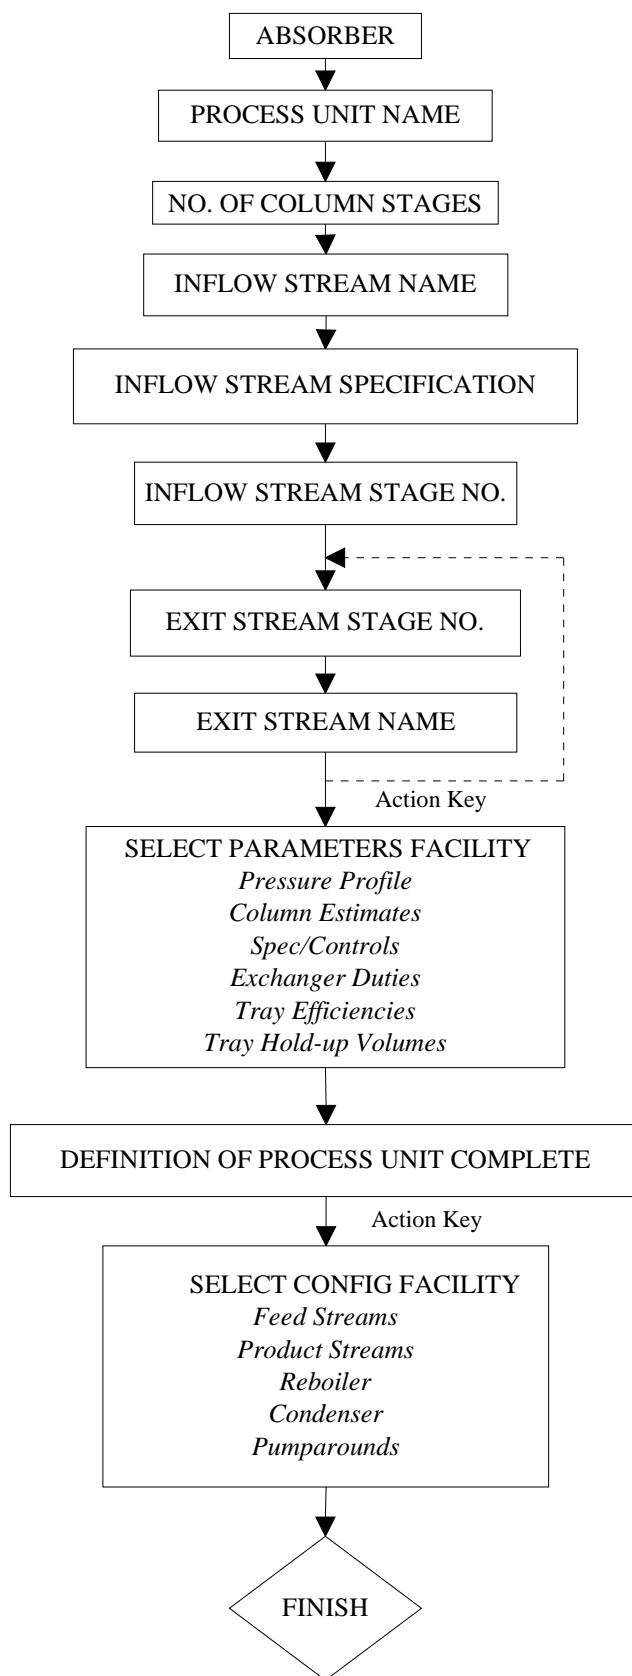 ABSORBER
PROCESS UNIT NAME
NO. OF COLUMN STAGES
INFLOW STREAM NAME
INFLOW STREAM SPECIFICATION
INFLOW STREAM STAGE NO.
EXIT STREAM STAGE NO.
EXIT STREAM NAME
Action Key
SELECT PARAMETERS FACILITY
Pressure Profile
Column Estimates
Spec/Controls
Exchanger Duties
Tray Efficiencies
Tray Hold-up Volumes
DEFINITION OF PROCESS UNIT COMPLETE
Action Key
SELECT CONFIG FACILITY
Feed Streams
Product Streams
Reboiler
Condenser
Pumparounds
FINISH